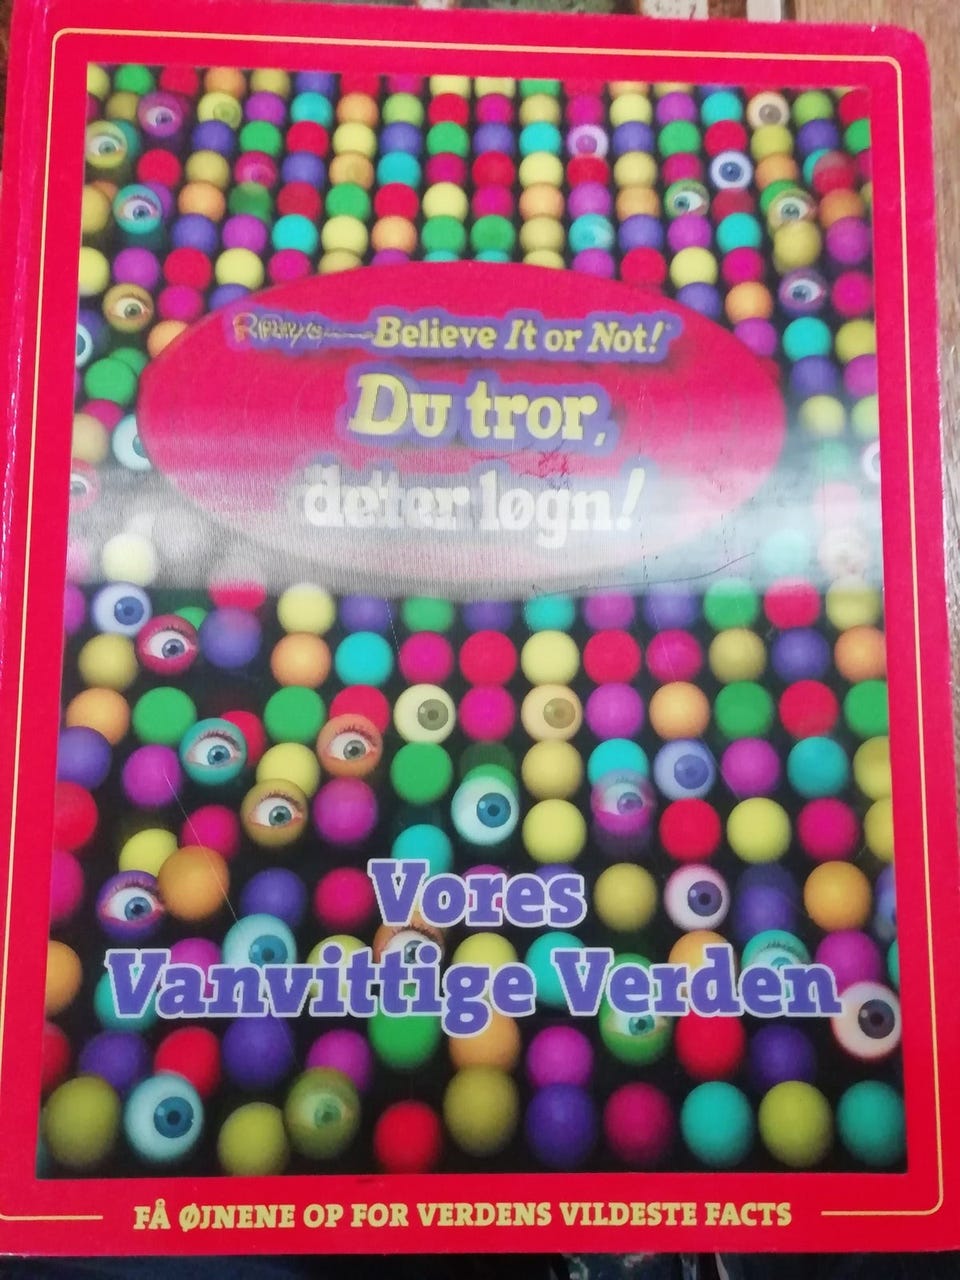 Ripley's Believe It or Not!
Du tror,
det er løgn!
Vores
Vanvittige Verden
FÅ ØJNENE OP FOR VERDENS VILDESTE FACTS